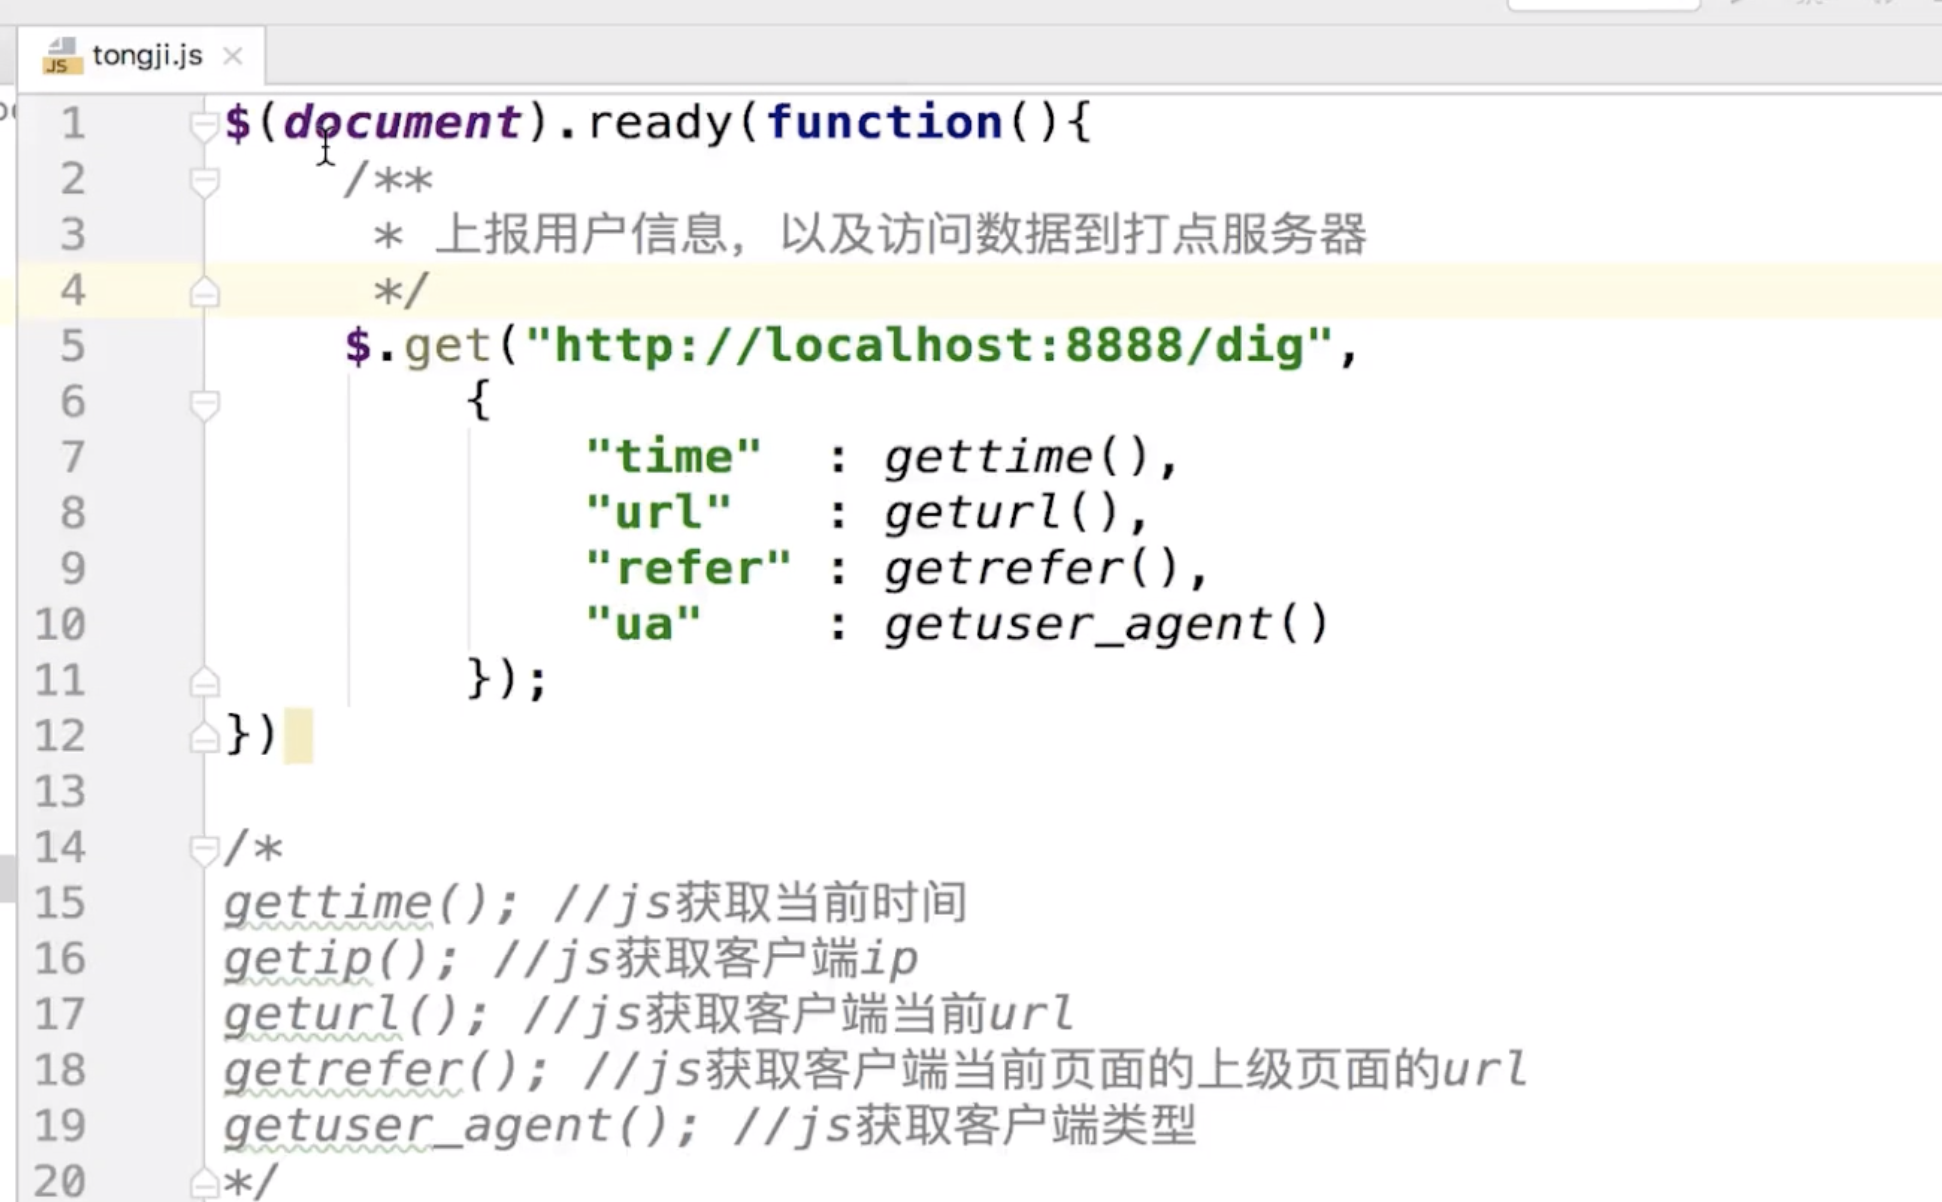 tongji.js
1 $(document).ready(function(){
2 /**
3 * 上报用户信息，以及访问数据到打点服务器
4 */
5 $.get("http://localhost:8888/dig",
6 {
7 "time" : gettime(),
8 "url" : geturl(),
9 "refer" : getrefer(),
10 "ua" : getuser_agent()
11 });
12 })
13
14 /*
15 gettime(); //js获取当前时间
16 getip(); //js获取客户端ip
17 geturl(); //js获取客户端当前url
18 getrefer(); //js获取客户端当前页面的上级页面的url
19 getuser_agent(); //js获取客户端类型
20 */